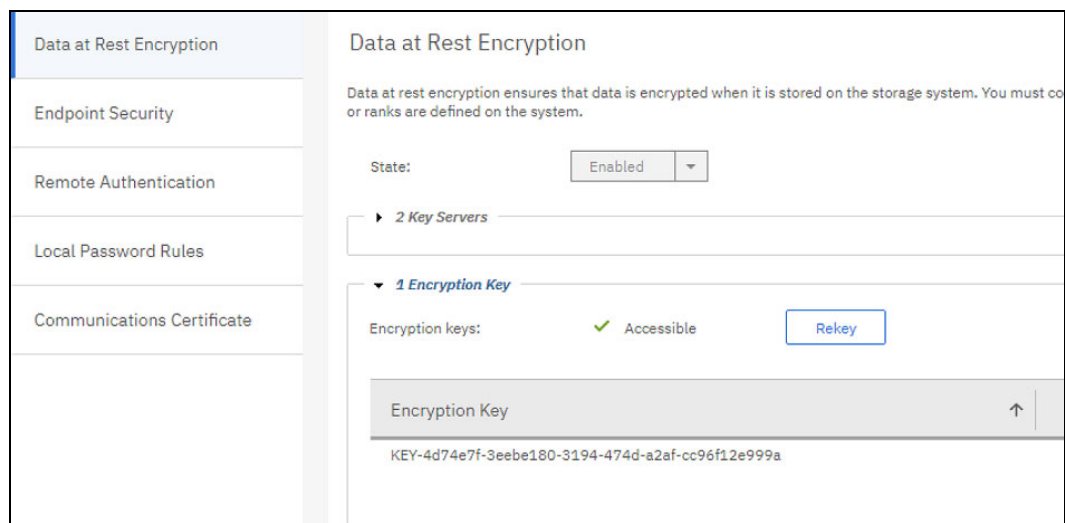 Data at Rest Encryption
Endpoint Security
Remote Authentication
Local Password Rules
Communications Certificate
Data at Rest Encryption
Data at rest encryption ensures that data is encrypted when it is stored on the storage system. You must co
or ranks are defined on the system.
State: Enabled
2 Key Servers
1 Encryption Key
Encryption keys: Accessible Rekey
Encryption Key
KEY-4d74e7f-3eebe180-3194-474d-a2af-cc96f12e999a